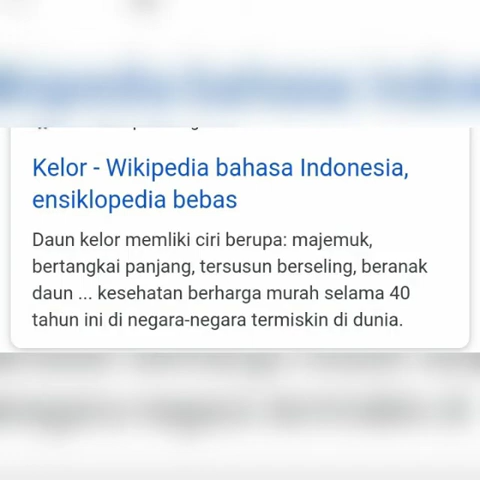 Kelor - Wikipedia bahasa Indonesia,
ensiklopedia bebas
Daun kelor memliki ciri berupa: majemuk,
bertangkai panjang, tersusun berseling, beranak
daun ... kesehatan berharga murah selama 40
tahun ini di negara-negara termiskin di dunia.